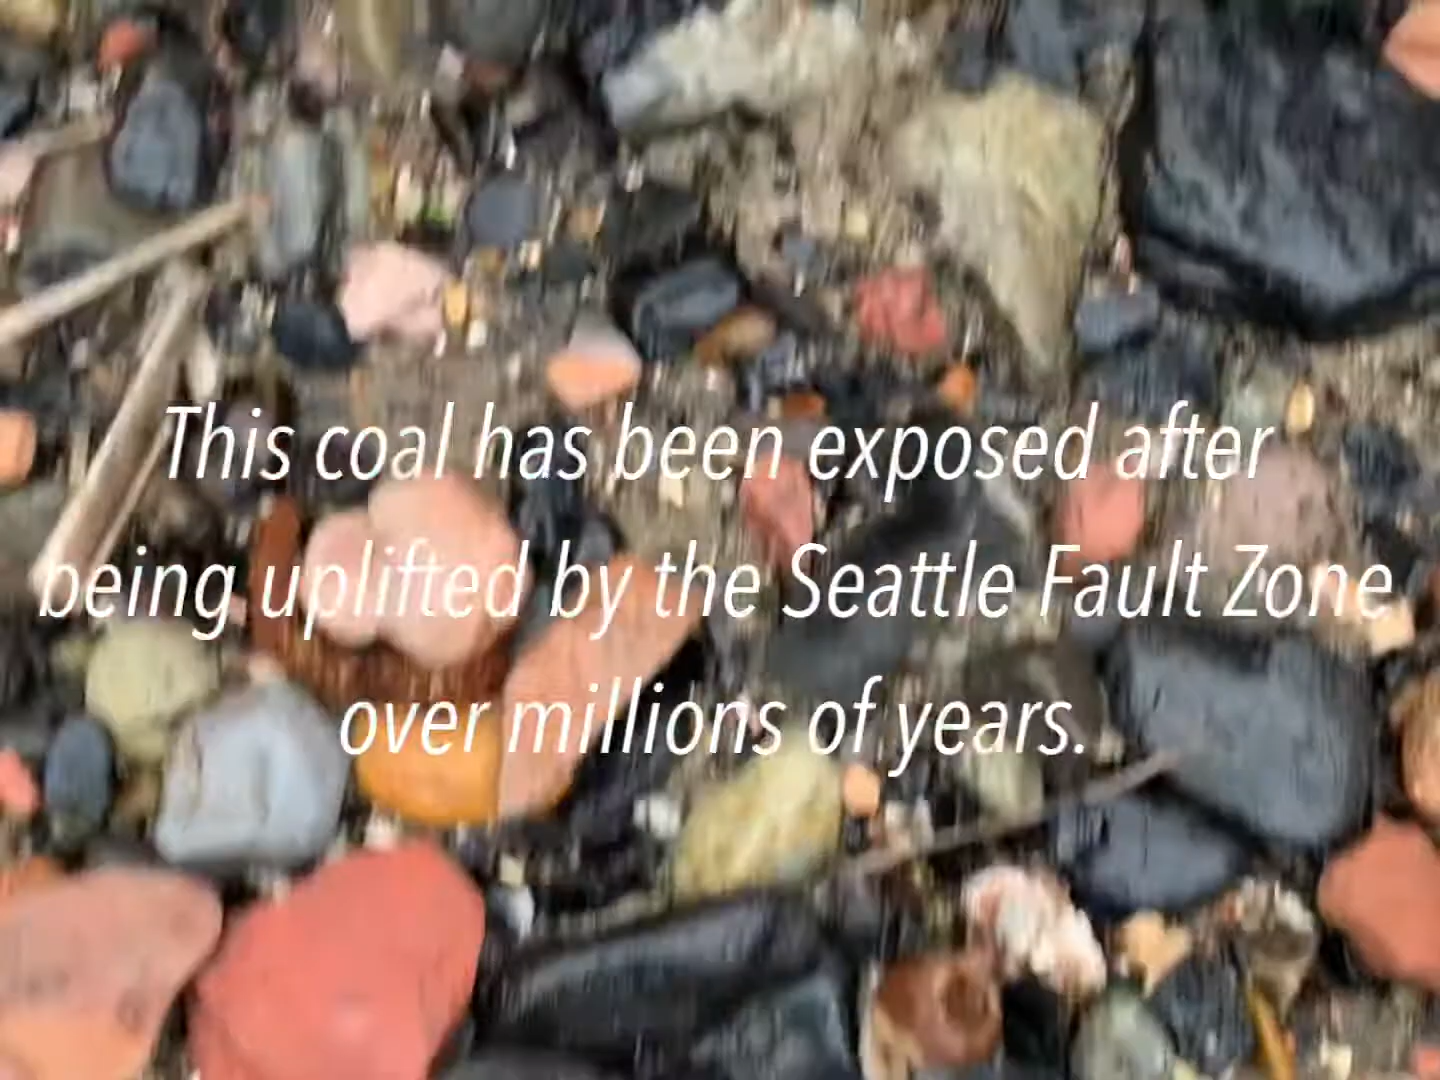 This coal has been exposed after
being uplifted by the Seattle Fault Zone
over millions of years.